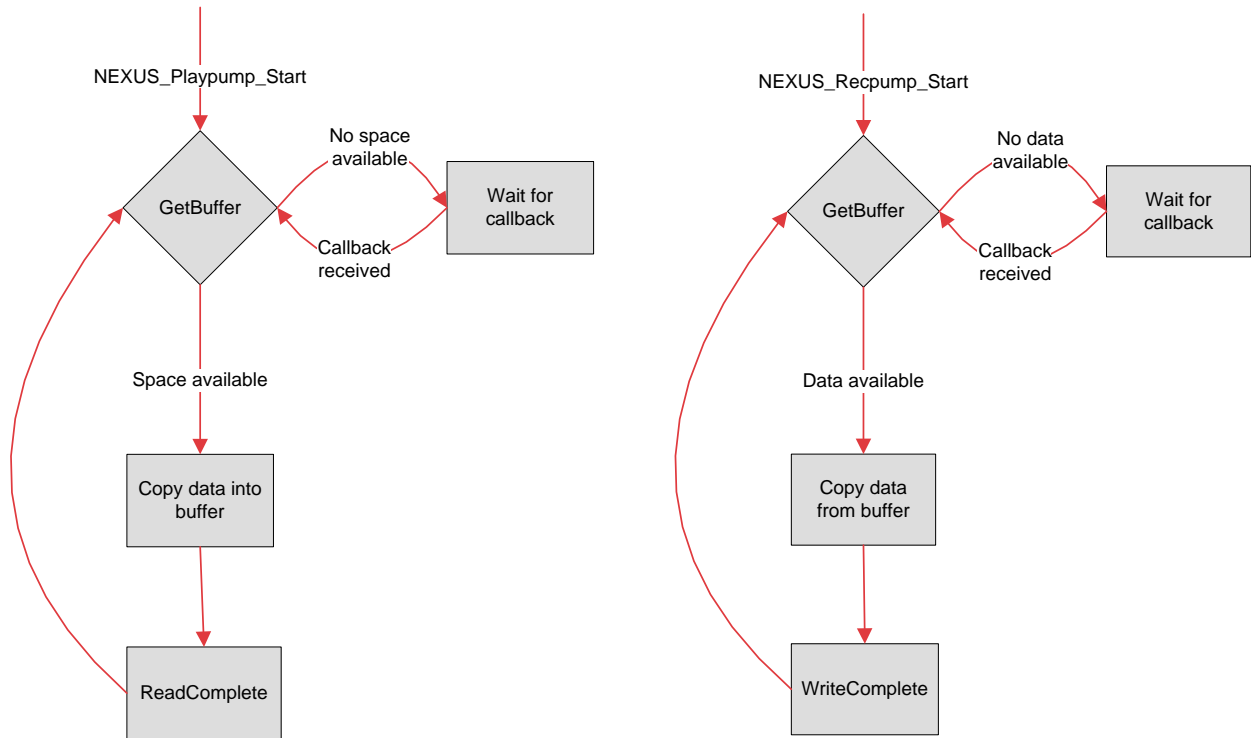 NEXUS_Playpump_Start
No space
available
GetBuffer
Wait for
callback
Callback
received
Space available
Copy data into
buffer
ReadComplete
NEXUS_Recpump_Start
No data
available
GetBuffer
Wait for
callback
Callback
received
Data available
Copy data
from buffer
WriteComplete